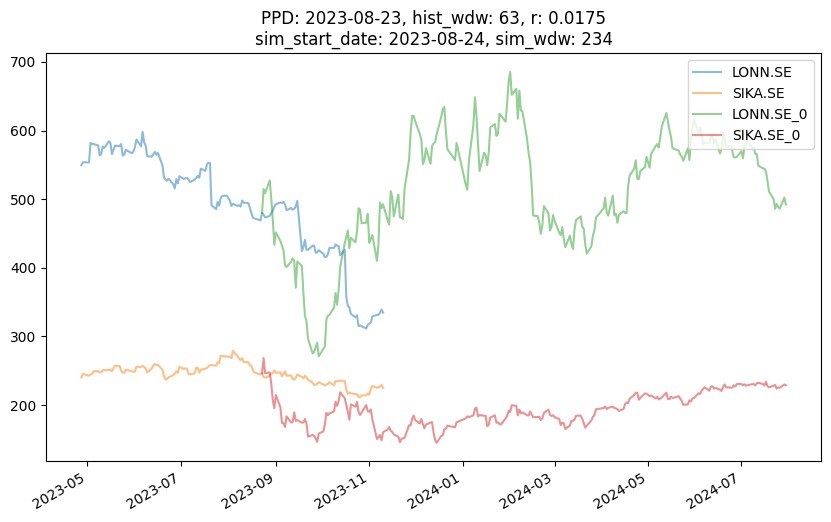 PPD: 2023-08-23, hist_wdw: 63, r: 0.0175
sim_start_date: 2023-08-24, sim_wdw: 234
700
600
500
400
300
200
LONN.SE
SIKA.SE
LONN.SE_0
SIKA.SE_0
2023-05
2023-07
2023-09
2023-11
2024-01
2024-03
2024-05
2024-07